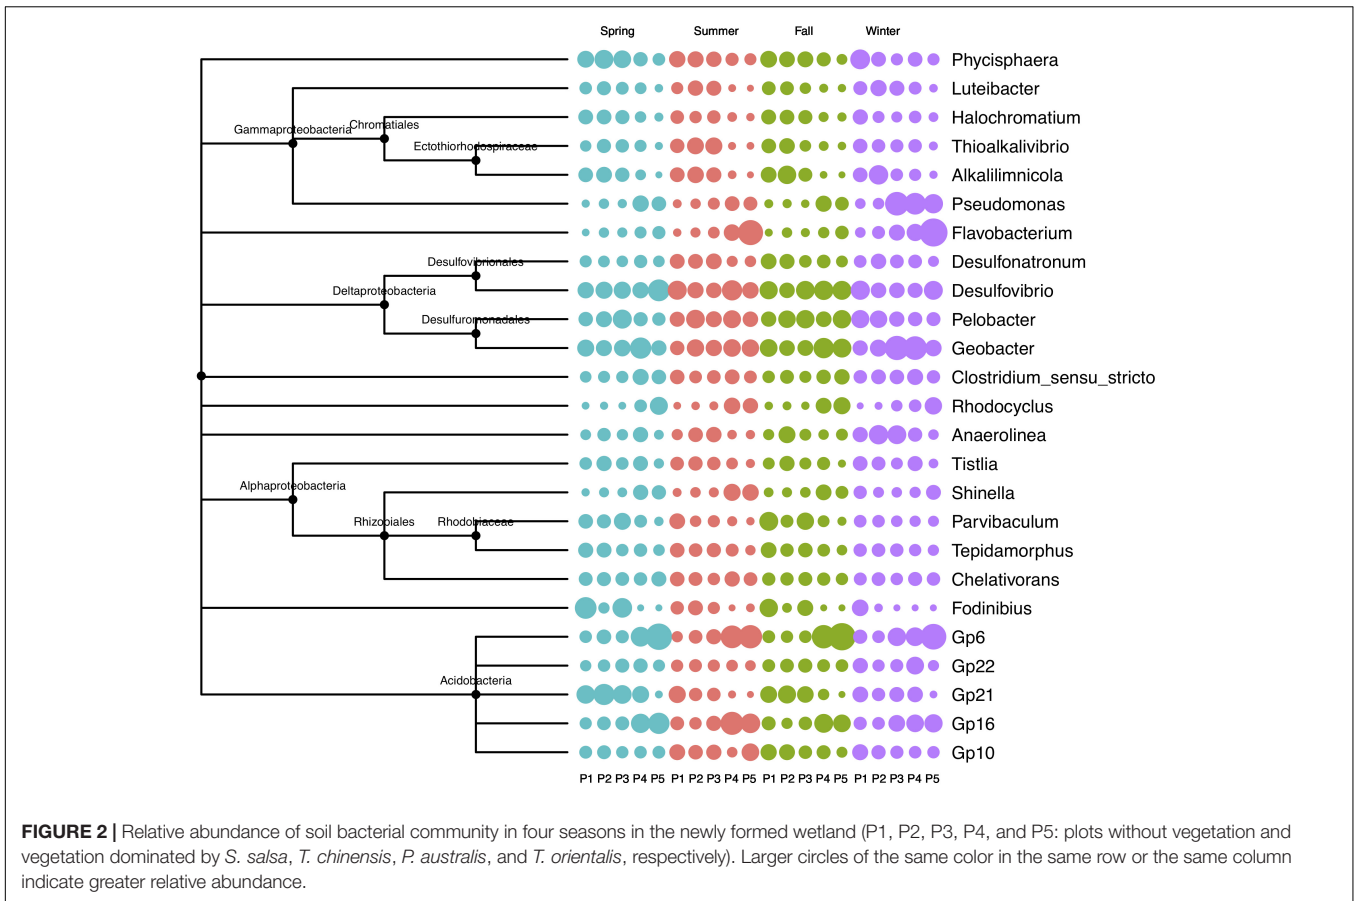 Spring Summer Fall Winter
Phycisphaera
Luteibacter
Gammaproteobacteria Chromatiales Halochromatium
Ectothiorhodospiraceae Thioalkalivibrio
Alkalilimnicola
Pseudomonas
Flavobacterium
Desulfovibrionales Desulfonatronum
Deltaproteobacteria Desulfovibrio
Desulfuromonadales Pelobacter
Geobacter
Clostridium_sensu_stricto
Rhodocyclus
Anaerolinea
Tistlia
Alphaproteobacteria Shinella
Rhizobiales Rhodobiaceae Parvibaculum
Tepidamorphus
Chelativorans
Fodinibius
Gp6
Gp22
Acidobacteria Gp21
Gp16
Gp10
P1 P2 P3 P4 P5 P1 P2 P3 P4 P5 P1 P2 P3 P4 P5 P1 P2 P3 P4 P5
FIGURE 2 | Relative abundance of soil bacterial community in four seasons in the newly formed wetland (P1, P2, P3, P4, and P5: plots without vegetation and
vegetation dominated by S. salsa, T. chinensis, P. australis, and T. orientalis, respectively). Larger circles of the same color in the same row or the same column
indicate greater relative abundance.